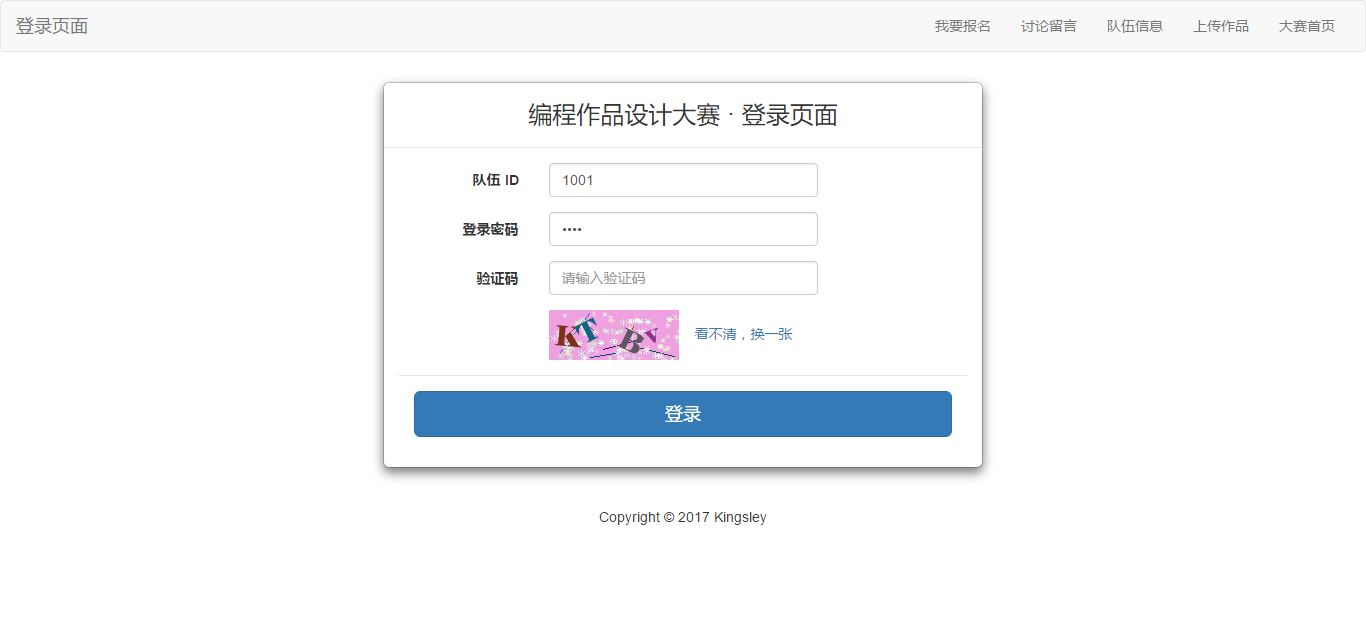 登录页面
我要报名 讨论留言 队伍信息 上传作品 大赛首页
编程作品设计大赛 · 登录页面
队伍 ID 1001
登录密码 ••••
验证码 请输入验证码
看不清，换一张
登录
Copyright © 2017 Kingsley